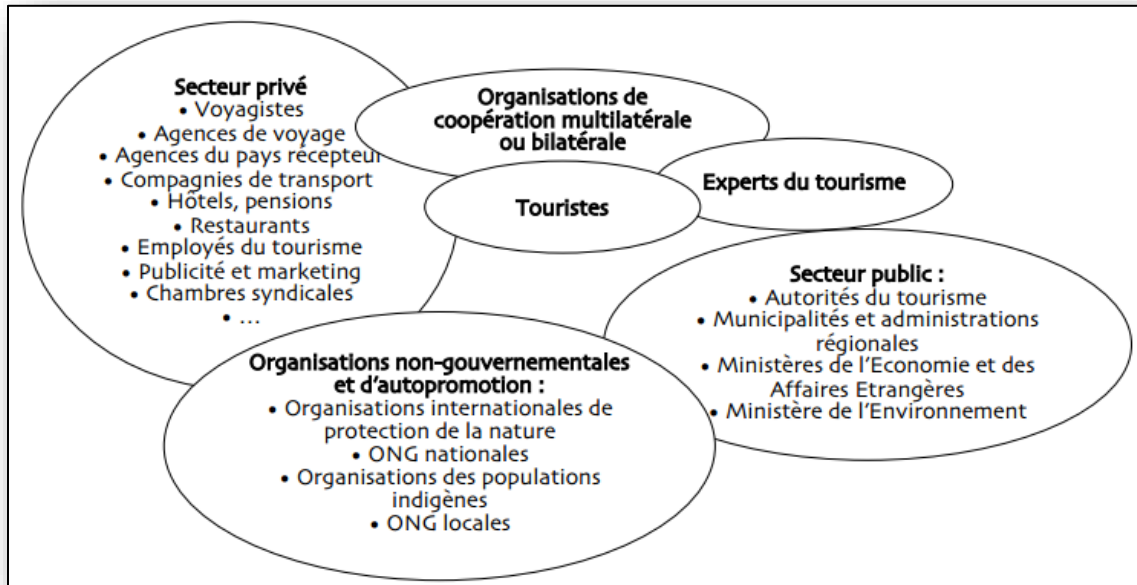 Secteur privé
• Voyagistes
• Agences de voyage
• Agences du pays récepteur
• Compagnies de transport
• Hôtels, pensions
• Restaurants
• Employés du tourisme
• Publicité et marketing
• Chambres syndicales
• ...
Organisations de
coopération multilatérale
ou bilatérale
Experts du tourisme
Touristes
Secteur public :
• Autorités du tourisme
• Municipalités et administrations
régionales
• Ministères de l'Economie et des
Affaires Etrangères
• Ministère de l'Environnement
Organisations non-gouvernementales
et d'autopromotion :
• Organisations internationales de
protection de la nature
• ONG nationales
• Organisations des populations
indigènes
• ONG locales